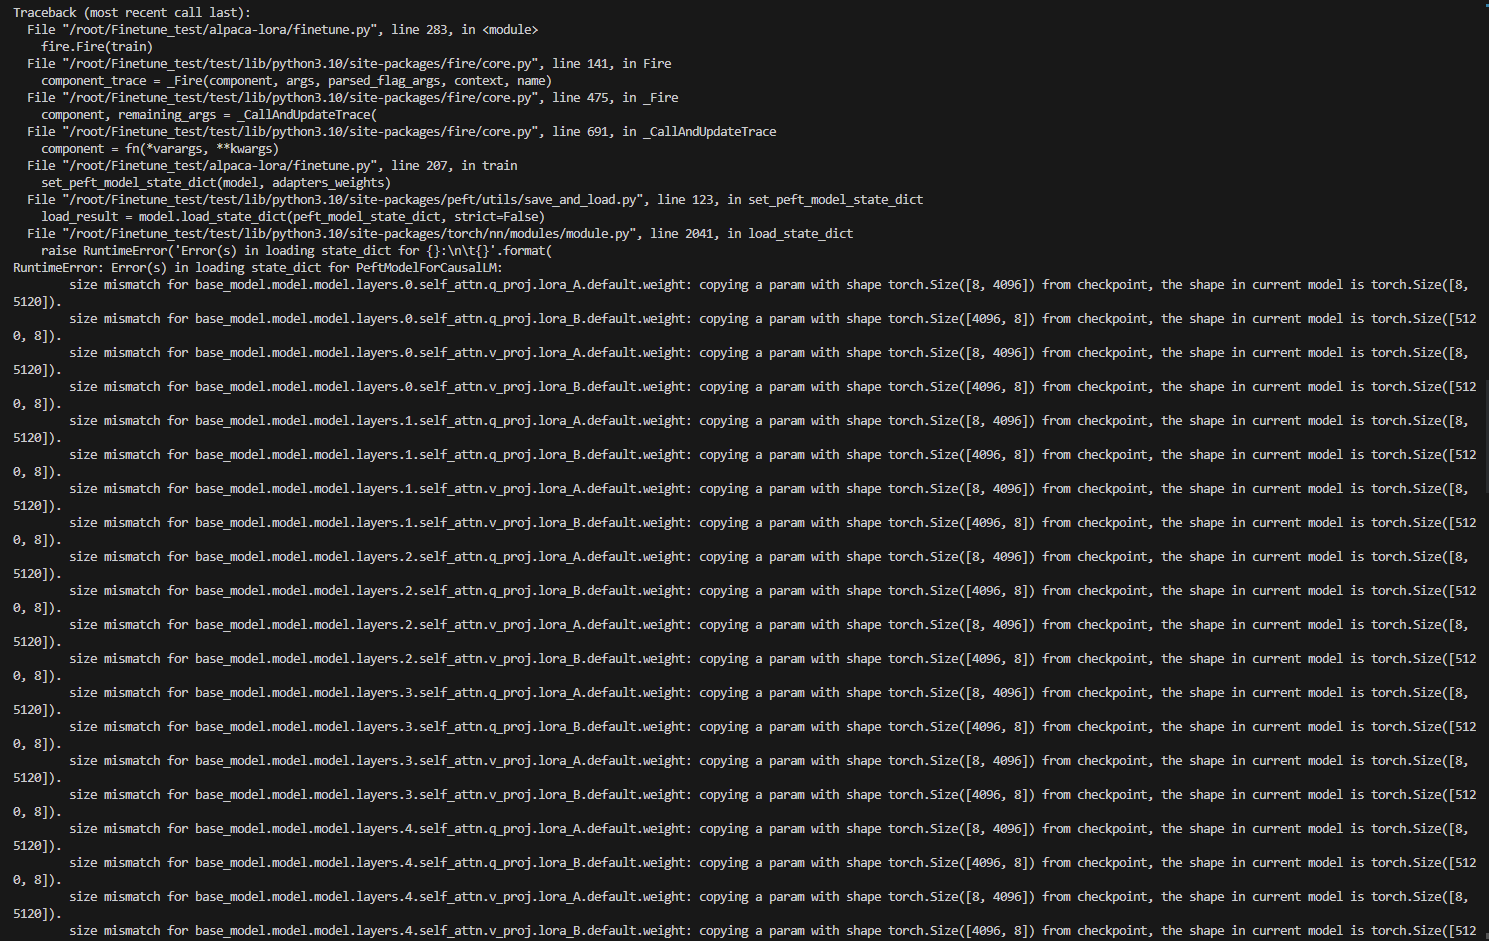 Traceback (most recent call last):
  File "/root/Finetune_test/alpaca-lora/finetune.py", line 283, in <module>
    fire.Fire(train)
  File "/root/Finetune_test/test/lib/python3.10/site-packages/fire/core.py", line 141, in Fire
    component_trace = _Fire(component, args, parsed_flag_args, context, name)
  File "/root/Finetune_test/test/lib/python3.10/site-packages/fire/core.py", line 475, in _Fire
    component, remaining_args = _CallAndUpdateTrace(
  File "/root/Finetune_test/test/lib/python3.10/site-packages/fire/core.py", line 691, in _CallAndUpdateTrace
    component = fn(*varargs, **kwargs)
  File "/root/Finetune_test/alpaca-lora/finetune.py", line 207, in train
    set_peft_model_state_dict(model, adapters_weights)
  File "/root/Finetune_test/test/lib/python3.10/site-packages/peft/utils/save_and_load.py", line 123, in set_peft_model_state_dict
    load_result = model.load_state_dict(peft_model_state_dict, strict=False)
  File "/root/Finetune_test/test/lib/python3.10/site-packages/torch/nn/modules/module.py", line 2041, in load_state_dict
    raise RuntimeError('Error(s) in loading state_dict for {}:\n\t{}'.format(
RuntimeError: Error(s) in loading state_dict for PeftModelForCausalLM:
        size mismatch for base_model.model.model.layers.0.self_attn.q_proj.lora_A.default.weight: copying a param with shape torch.Size([8, 4096]) from checkpoint, the shape in current model is torch.Size([8,
5120]).
        size mismatch for base_model.model.model.layers.0.self_attn.q_proj.lora_B.default.weight: copying a param with shape torch.Size([4096, 8]) from checkpoint, the shape in current model is torch.Size([512
0, 8]).
        size mismatch for base_model.model.model.layers.0.self_attn.v_proj.lora_A.default.weight: copying a param with shape torch.Size([8, 4096]) from checkpoint, the shape in current model is torch.Size([8,
5120]).
        size mismatch for base_model.model.model.layers.0.self_attn.v_proj.lora_B.default.weight: copying a param with shape torch.Size([4096, 8]) from checkpoint, the shape in current model is torch.Size([512
0, 8]).
        size mismatch for base_model.model.model.layers.1.self_attn.q_proj.lora_A.default.weight: copying a param with shape torch.Size([8, 4096]) from checkpoint, the shape in current model is torch.Size([8,
5120]).
        size mismatch for base_model.model.model.layers.1.self_attn.q_proj.lora_B.default.weight: copying a param with shape torch.Size([4096, 8]) from checkpoint, the shape in current model is torch.Size([512
0, 8]).
        size mismatch for base_model.model.model.layers.1.self_attn.v_proj.lora_A.default.weight: copying a param with shape torch.Size([8, 4096]) from checkpoint, the shape in current model is torch.Size([8,
5120]).
        size mismatch for base_model.model.model.layers.1.self_attn.v_proj.lora_B.default.weight: copying a param with shape torch.Size([4096, 8]) from checkpoint, the shape in current model is torch.Size([512
0, 8]).
        size mismatch for base_model.model.model.layers.2.self_attn.q_proj.lora_A.default.weight: copying a param with shape torch.Size([8, 4096]) from checkpoint, the shape in current model is torch.Size([8,
5120]).
        size mismatch for base_model.model.model.layers.2.self_attn.q_proj.lora_B.default.weight: copying a param with shape torch.Size([4096, 8]) from checkpoint, the shape in current model is torch.Size([512
0, 8]).
        size mismatch for base_model.model.model.layers.2.self_attn.v_proj.lora_A.default.weight: copying a param with shape torch.Size([8, 4096]) from checkpoint, the shape in current model is torch.Size([8,
5120]).
        size mismatch for base_model.model.model.layers.2.self_attn.v_proj.lora_B.default.weight: copying a param with shape torch.Size([4096, 8]) from checkpoint, the shape in current model is torch.Size([512
0, 8]).
        size mismatch for base_model.model.model.layers.3.self_attn.q_proj.lora_A.default.weight: copying a param with shape torch.Size([8, 4096]) from checkpoint, the shape in current model is torch.Size([8,
5120]).
        size mismatch for base_model.model.model.layers.3.self_attn.q_proj.lora_B.default.weight: copying a param with shape torch.Size([4096, 8]) from checkpoint, the shape in current model is torch.Size([512
0, 8]).
        size mismatch for base_model.model.model.layers.3.self_attn.v_proj.lora_A.default.weight: copying a param with shape torch.Size([8, 4096]) from checkpoint, the shape in current model is torch.Size([8,
5120]).
        size mismatch for base_model.model.model.layers.3.self_attn.v_proj.lora_B.default.weight: copying a param with shape torch.Size([4096, 8]) from checkpoint, the shape in current model is torch.Size([512
0, 8]).
        size mismatch for base_model.model.model.layers.4.self_attn.q_proj.lora_A.default.weight: copying a param with shape torch.Size([8, 4096]) from checkpoint, the shape in current model is torch.Size([8,
5120]).
        size mismatch for base_model.model.model.layers.4.self_attn.q_proj.lora_B.default.weight: copying a param with shape torch.Size([4096, 8]) from checkpoint, the shape in current model is torch.Size([512
0, 8]).
        size mismatch for base_model.model.model.layers.4.self_attn.v_proj.lora_A.default.weight: copying a param with shape torch.Size([8, 4096]) from checkpoint, the shape in current model is torch.Size([8,
5120]).
        size mismatch for base_model.model.model.layers.4.self_attn.v_proj.lora_B.default.weight: copying a param with shape torch.Size([4096, 8]) from checkpoint, the shape in current model is torch.Size([512